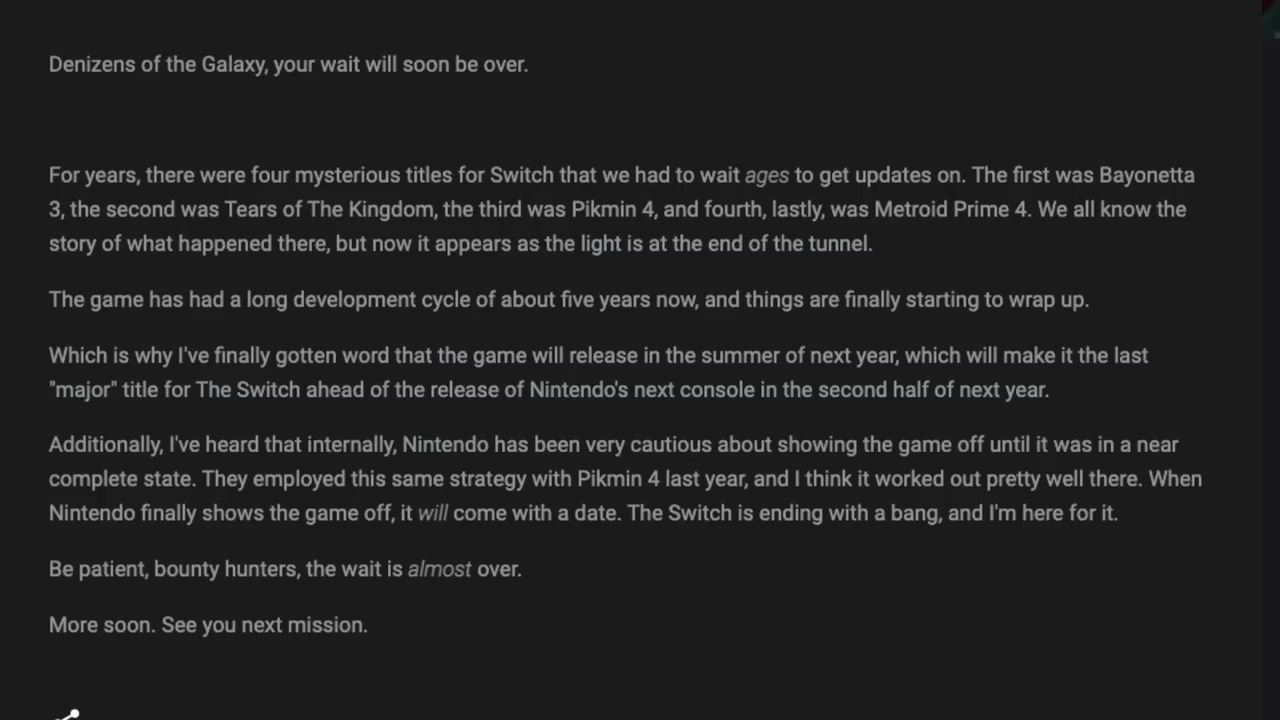 Denizens of the Galaxy, your wait will soon be over.
For years, there were four mysterious titles for Switch that we had to wait ages to get updates on. The first was Bayonetta
3, the second was Tears of The Kingdom, the third was Pikmin 4, and fourth, lastly, was Metroid Prime 4. We all know the
story of what happened there, but now it appears as the light is at the end of the tunnel.
The game has had a long development cycle of about five years now, and things are finally starting to wrap up.
Which is why I've finally gotten word that the game will release in the summer of next year, which will make it the last
"major" title for The Switch ahead of the release of Nintendo's next console in the second half of next year.
Additionally, I've heard that internally, Nintendo has been very cautious about showing the game off until it was in a near
complete state. They employed this same strategy with Pikmin 4 last year, and I think it worked out pretty well there. When
Nintendo finally shows the game off, it will come with a date. The Switch is ending with a bang, and I'm here for it.
Be patient, bounty hunters, the wait is almost over.
More soon. See you next mission.